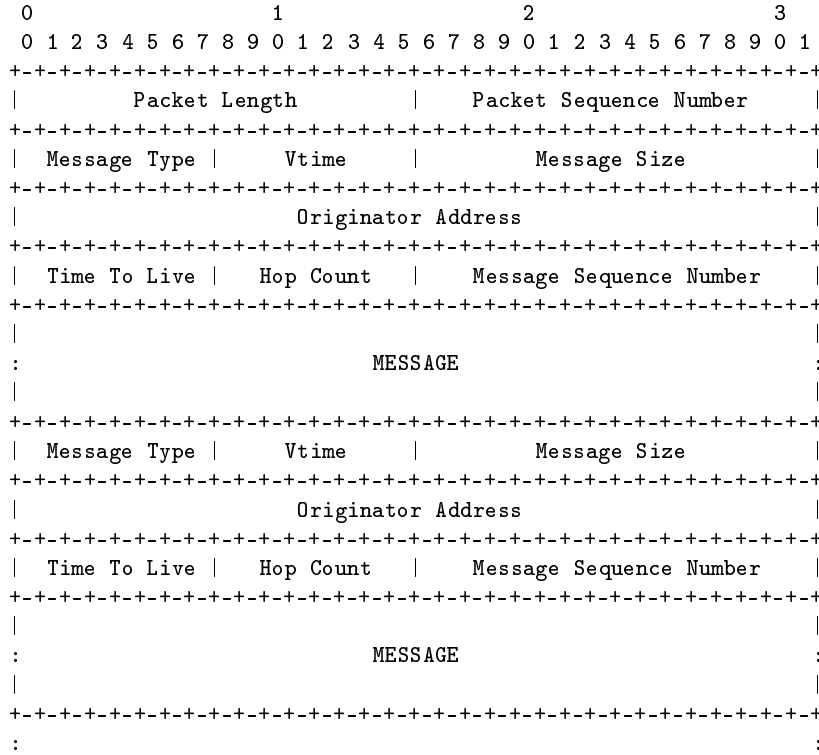 0                   1                   2                   3
 0 1 2 3 4 5 6 7 8 9 0 1 2 3 4 5 6 7 8 9 0 1 2 3 4 5 6 7 8 9 0 1
+-+-+-+-+-+-+-+-+-+-+-+-+-+-+-+-+-+-+-+-+-+-+-+-+-+-+-+-+-+-+-+-+
|         Packet Length         |    Packet Sequence Number     |
+-+-+-+-+-+-+-+-+-+-+-+-+-+-+-+-+-+-+-+-+-+-+-+-+-+-+-+-+-+-+-+-+
|  Message Type |     Vtime     |         Message Size          |
+-+-+-+-+-+-+-+-+-+-+-+-+-+-+-+-+-+-+-+-+-+-+-+-+-+-+-+-+-+-+-+-+
|                      Originator Address                       |
+-+-+-+-+-+-+-+-+-+-+-+-+-+-+-+-+-+-+-+-+-+-+-+-+-+-+-+-+-+-+-+-+
|  Time To Live |   Hop Count   |    Message Sequence Number    |
+-+-+-+-+-+-+-+-+-+-+-+-+-+-+-+-+-+-+-+-+-+-+-+-+-+-+-+-+-+-+-+-+
|                                                               |
:                            MESSAGE                            :
|                                                               |
+-+-+-+-+-+-+-+-+-+-+-+-+-+-+-+-+-+-+-+-+-+-+-+-+-+-+-+-+-+-+-+-+
|  Message Type |     Vtime     |         Message Size          |
+-+-+-+-+-+-+-+-+-+-+-+-+-+-+-+-+-+-+-+-+-+-+-+-+-+-+-+-+-+-+-+-+
|                      Originator Address                       |
+-+-+-+-+-+-+-+-+-+-+-+-+-+-+-+-+-+-+-+-+-+-+-+-+-+-+-+-+-+-+-+-+
|  Time To Live |   Hop Count   |    Message Sequence Number    |
+-+-+-+-+-+-+-+-+-+-+-+-+-+-+-+-+-+-+-+-+-+-+-+-+-+-+-+-+-+-+-+-+
|                                                               |
:                            MESSAGE                            :
|                                                               |
+-+-+-+-+-+-+-+-+-+-+-+-+-+-+-+-+-+-+-+-+-+-+-+-+-+-+-+-+-+-+-+-+
:                                                               :